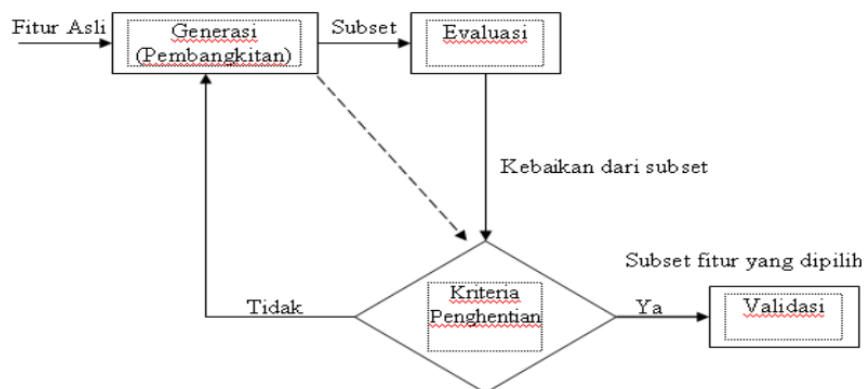 Fitur Asli
Generasi
(Pembangkitan)
Subset
Evaluasi
Kebaikan dari subset
Subset fitur yang dipilih
Kriteria
Penghentian
Tidak
Ya
Validasi